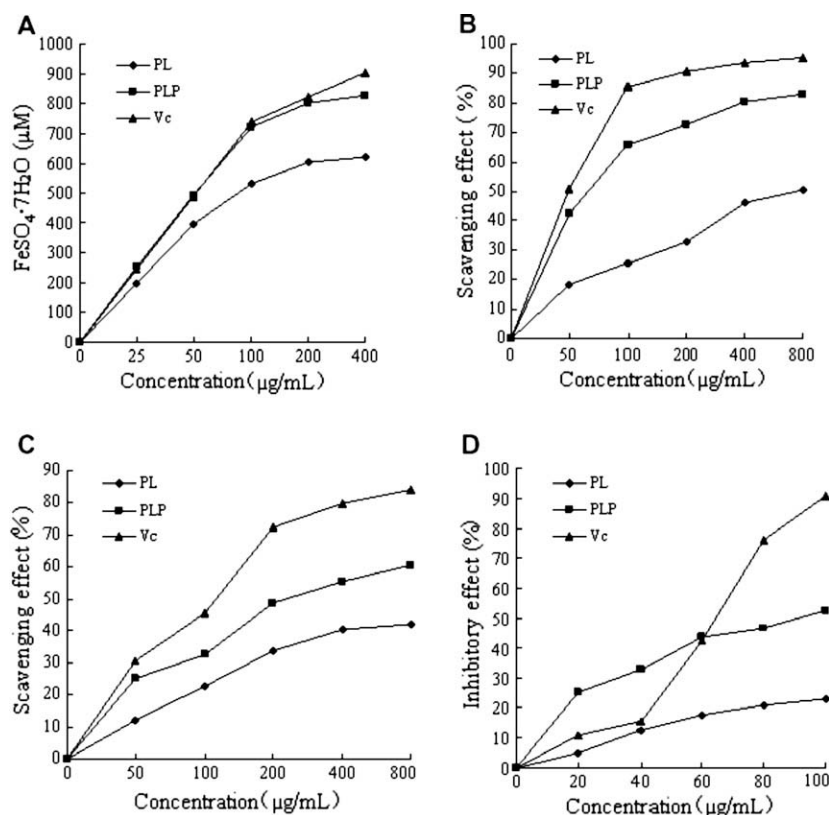 A
1000
900
800
700
600
500
400
300
200
100
0
FeSO4·7H2O (μM)
PL
PLP
Vc
0 25 50 100 200 400
Concentration(μg/mL)
B
100
90
80
70
60
50
40
30
20
10
0
Scavenging effect (%)
PL
PLP
Vc
0 50 100 200 400 800
Concentration(μg/mL)
C
90
80
70
60
50
40
30
20
10
0
Scavenging effect(%)
PL
PLP
Vc
0 50 100 200 400 800
Concentration(μg/mL)
D
100
90
80
70
60
50
40
30
20
10
0
Inhibitory effect(%)
PL
PLP
Vc
0 20 40 60 80 100
Concentration(μg/mL)